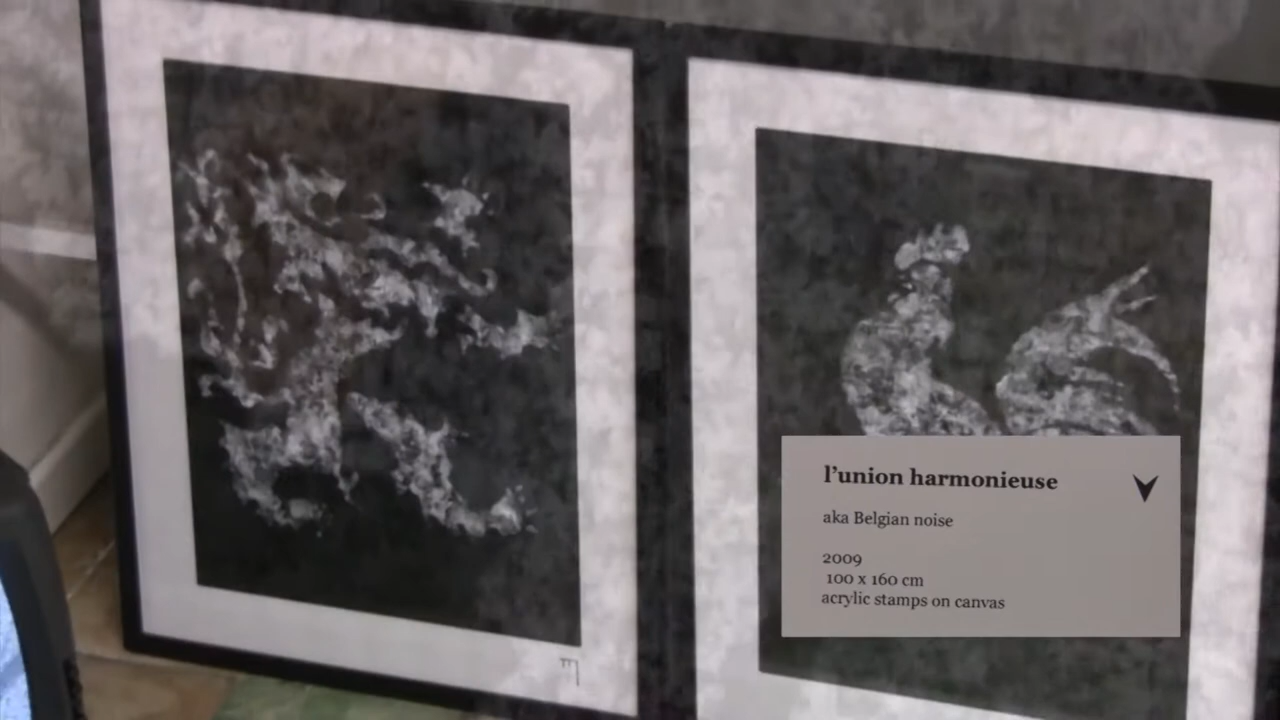 l'union harmonieuse
aka Belgian noise
2009
100 x 160 cm
acrylic stamps on canvas